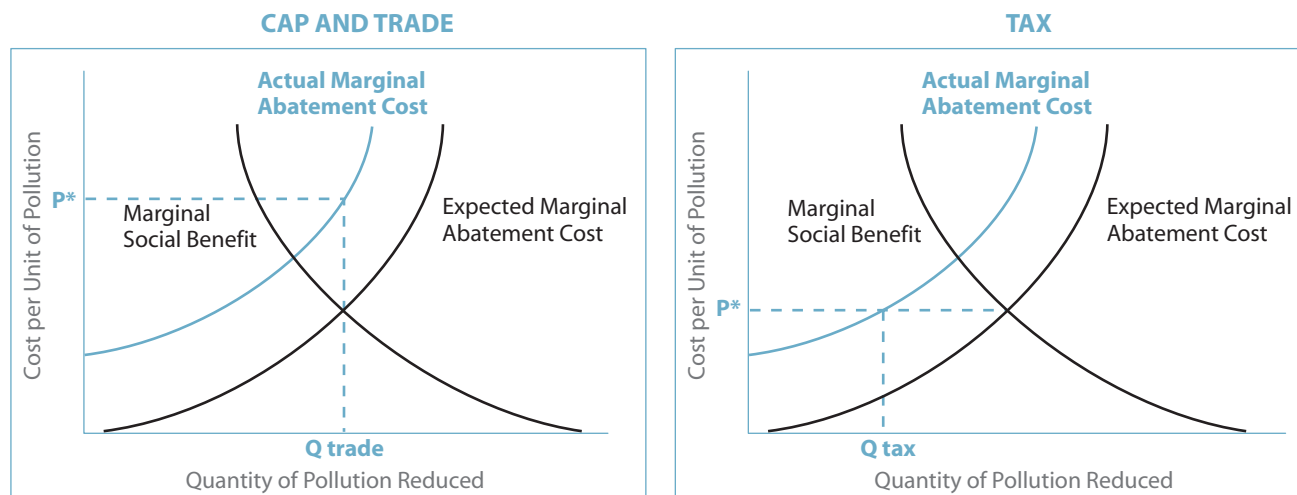 CAP AND TRADE
Cost per Unit of Pollution
Actual Marginal
Abatement Cost
P*
Marginal
Social Benefit
Expected Marginal
Abatement Cost
Q trade
Quantity of Pollution Reduced
TAX
Cost per Unit of Pollution
Actual Marginal
Abatement Cost
Marginal
Social Benefit
Expected Marginal
Abatement Cost
P*
Q tax
Quantity of Pollution Reduced